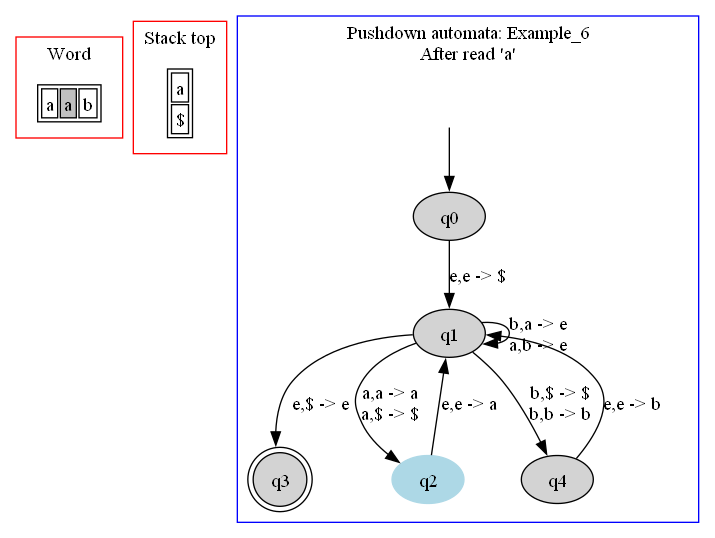 Word
a a b
Stack top
a
$
Pushdown automata: Example_6
After read 'a'
q0
e,e -> $
q1
b,a -> e
a,b -> e
e,$ -> e
a,a -> a
a,$ -> $
e,e -> a
b,$ -> $
b,b -> b
e,e -> b
q3
q2
q4